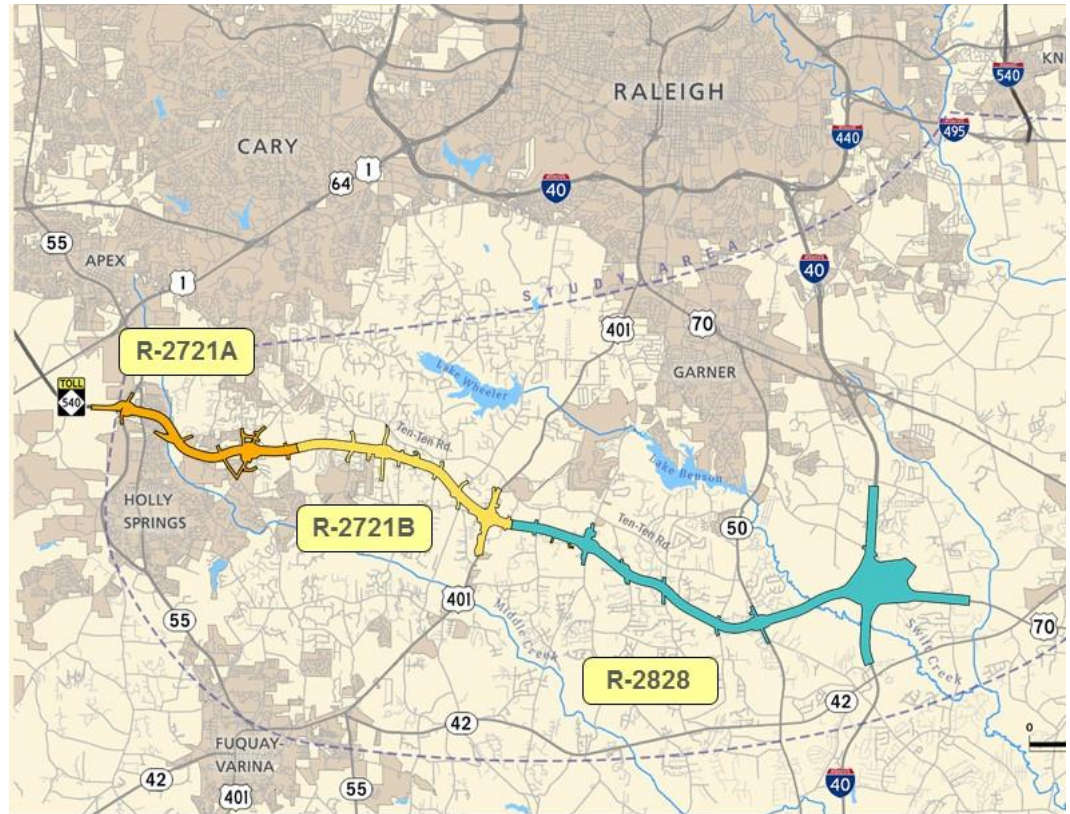 RALEIGH
540
KN
CARY
440
495
64
1
40
55
STUDY AREA
APEX
1
40
401
70
R-2721A
Lake Wheeler
GARNER
TOLL
540
Ten-Ten Rd.
Lake Benson
HOLLY
SPRINGS
R-2721B
Ten-Ten Rd.
50
401
55
Middle Creek
Swift Creek
70
R-2828
42
42
0
FUQUAY-
VARINA
42
401
55
40